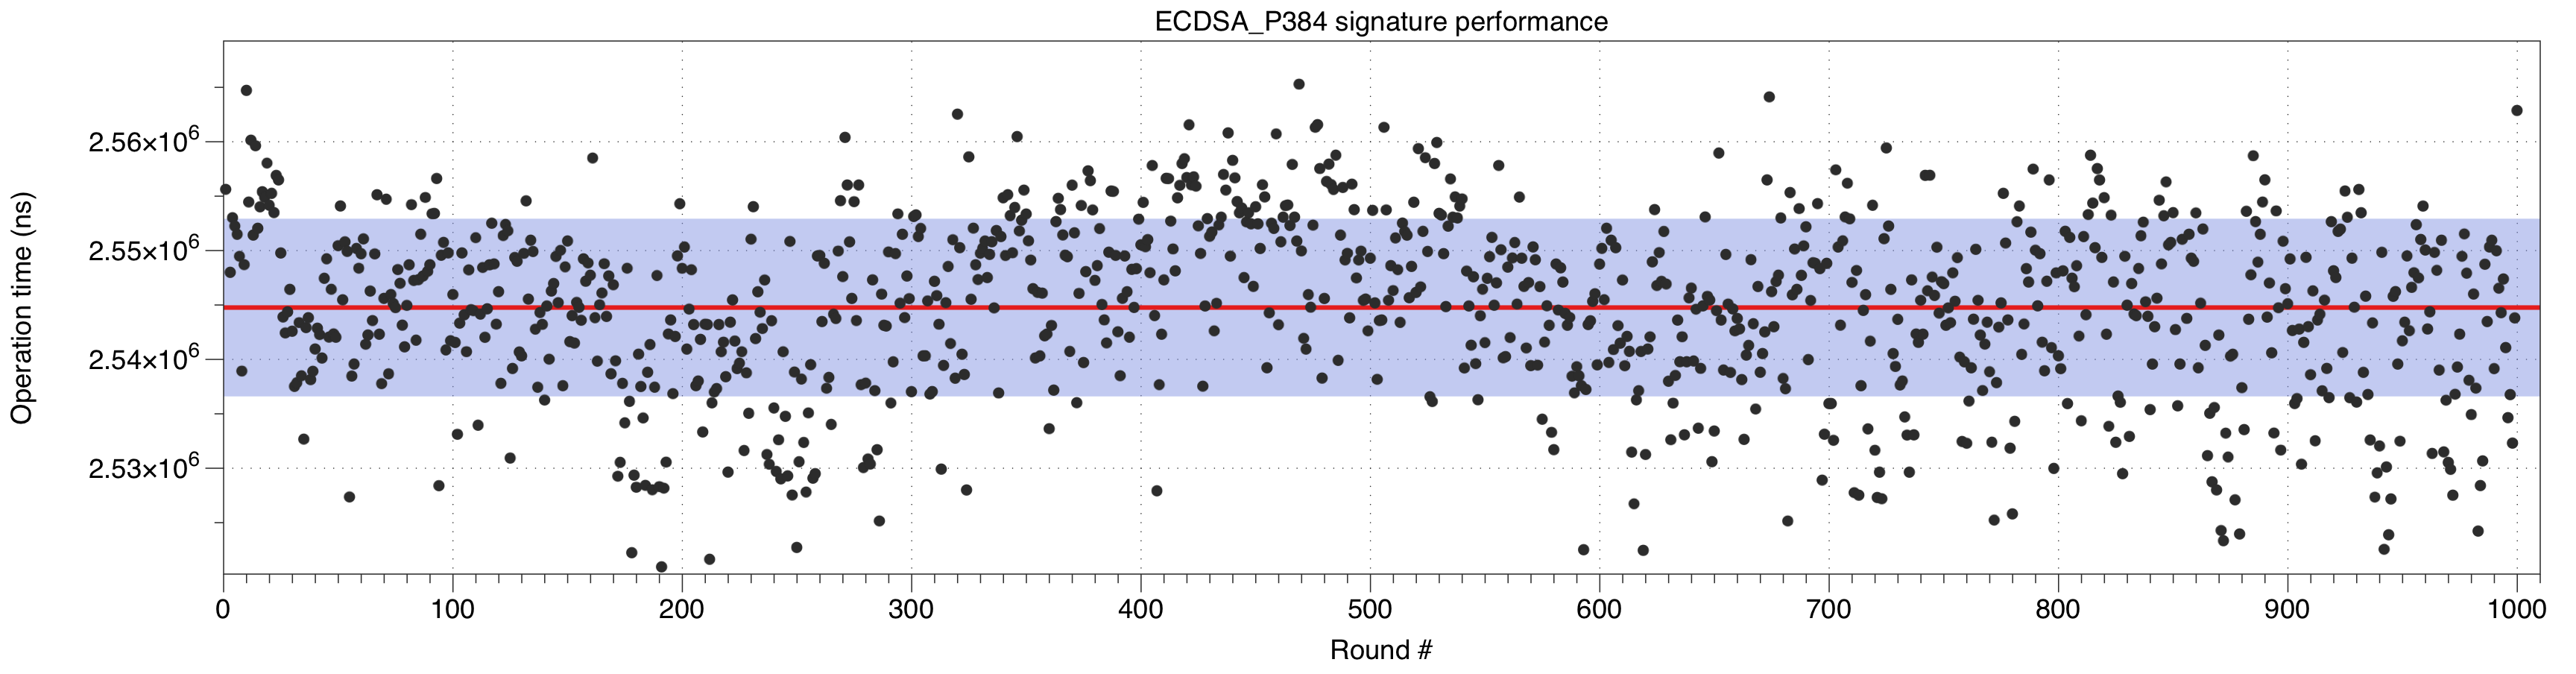 ECDSA_P384 signature performance
Operation time (ns)
2.56×10⁶
2.55×10⁶
2.54×10⁶
2.53×10⁶
0 100 200 300 400 500 600 700 800 900 1000
Round #